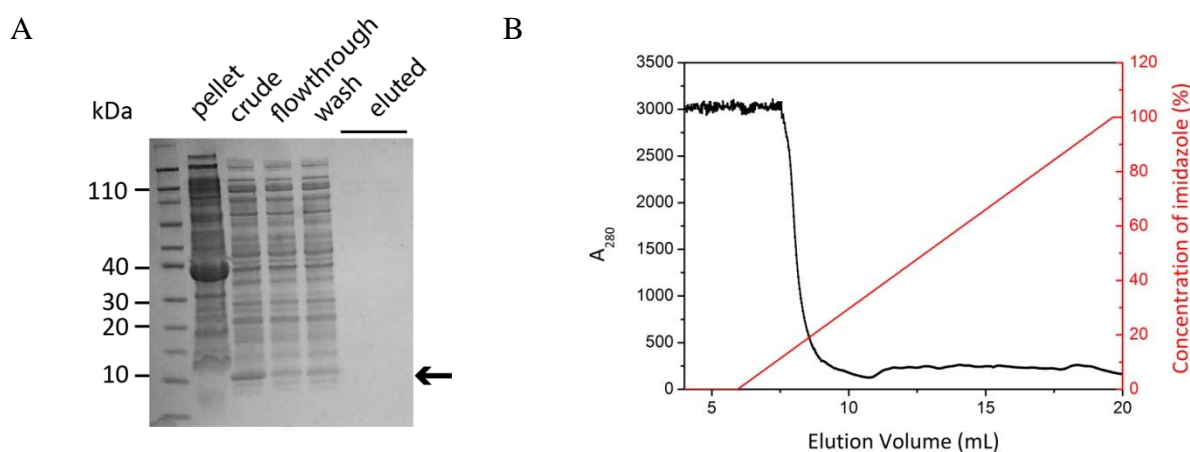 A
kDa
pellet
crude
flowthrough
wash
eluted
110
40
30
20
10
B
3500
3000
2500
2000
1500
1000
500
0
A280
5
10
15
20
Elution Volume (mL)
120
100
80
60
40
20
0
Concentration of imidazole (%)